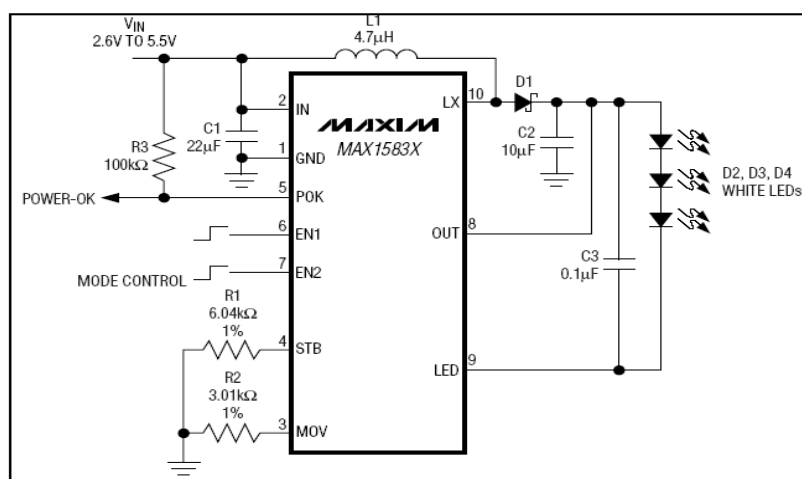 VIN
2.6V TO 5.5V
L1
4.7μH
R3
100kΩ
C1
22μF
2
IN
1
GND
MAXIM
MAX1583X
LX
10
D1
C2
10μF
D2, D3, D4
WHITE LEDs
POWER-OK
5
POK
6
EN1
MODE CONTROL
7
EN2
OUT
8
C3
0.1μF
R1
6.04kΩ
1%
4
STB
LED
9
R2
3.01kΩ
1%
3
MOV